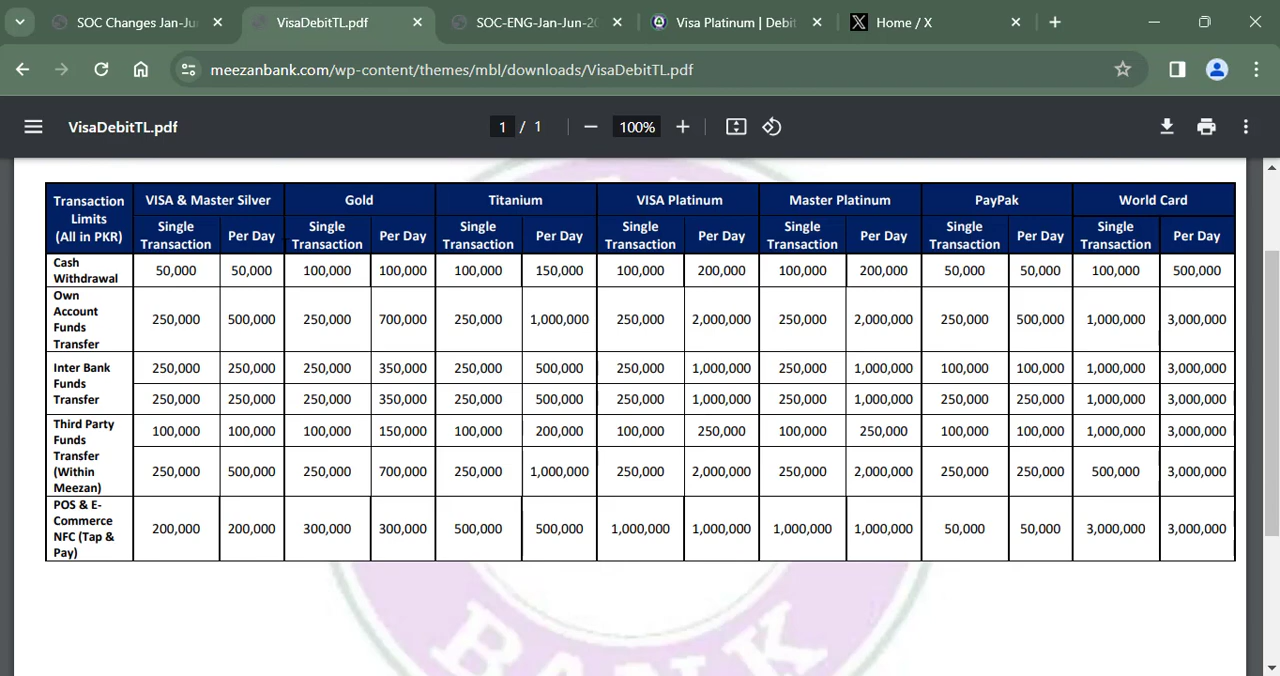 SOC Changes Jan-Ju
VisaDebitTL.pdf
SOC-ENG-Jan-Jun-20
Visa Platinum | Debit
Home / X
meezanbank.com/wp-content/themes/mbl/downloads/VisaDebitTL.pdf
VisaDebitTL.pdf
1 / 1
100%
Transaction Limits (All in PKR) VISA & Master Silver Gold Titanium VISA Platinum Master Platinum PayPak World Card
Single Transaction Per Day Single Transaction Per Day Single Transaction Per Day Single Transaction Per Day Single Transaction Per Day Single Transaction Per Day Single Transaction Per Day
Cash Withdrawal 50,000 50,000 100,000 100,000 100,000 150,000 100,000 200,000 100,000 200,000 50,000 50,000 100,000 500,000
Own Account Funds Transfer 250,000 500,000 250,000 700,000 250,000 1,000,000 250,000 2,000,000 250,000 2,000,000 250,000 500,000 1,000,000 3,000,000
Inter Bank Funds Transfer 250,000 250,000 250,000 350,000 250,000 500,000 250,000 1,000,000 250,000 1,000,000 100,000 100,000 1,000,000 3,000,000
250,000 250,000 250,000 350,000 250,000 500,000 250,000 1,000,000 250,000 1,000,000 250,000 250,000 1,000,000 3,000,000
Third Party Funds Transfer (Within Meezan) 100,000 100,000 100,000 150,000 100,000 200,000 100,000 250,000 100,000 250,000 100,000 100,000 1,000,000 3,000,000
250,000 500,000 250,000 700,000 250,000 1,000,000 250,000 2,000,000 250,000 2,000,000 250,000 250,000 500,000 3,000,000
POS & E-Commerce NFC (Tap & Pay) 200,000 200,000 300,000 300,000 500,000 500,000 1,000,000 1,000,000 1,000,000 1,000,000 50,000 50,000 3,000,000 3,000,000
BANK